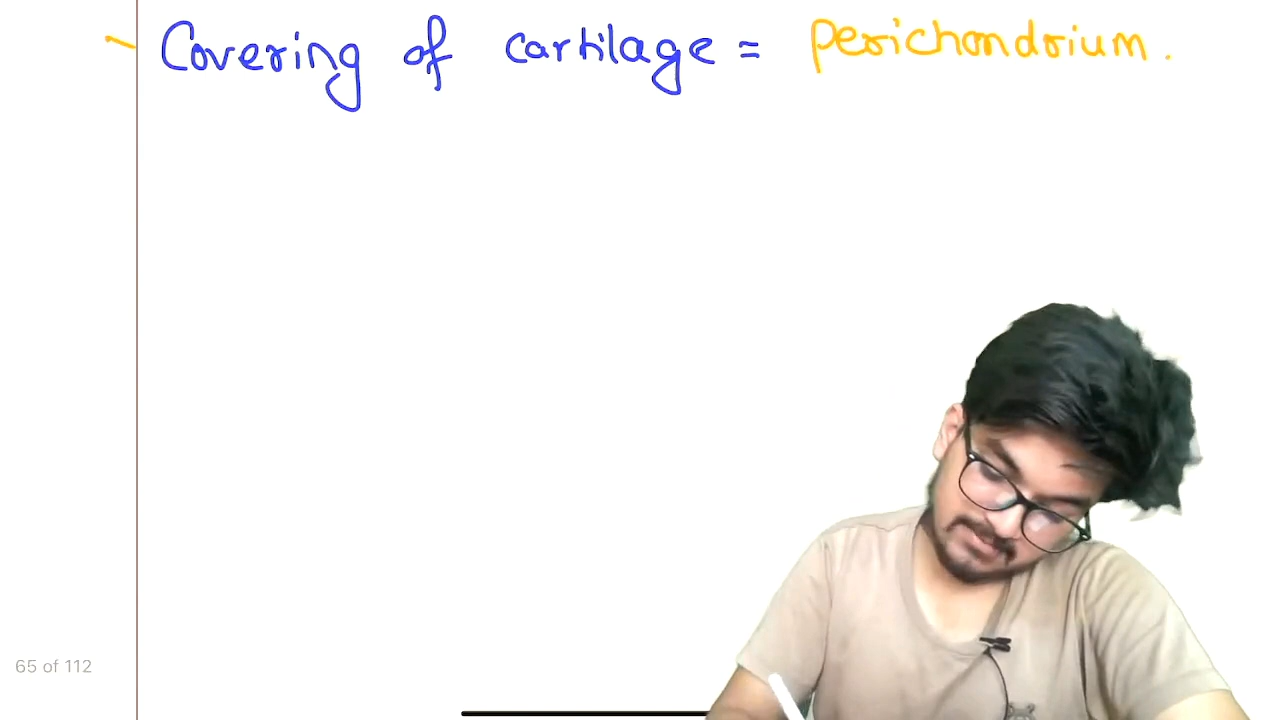 Covering of cartilage = Perichondrium.
65 of 112